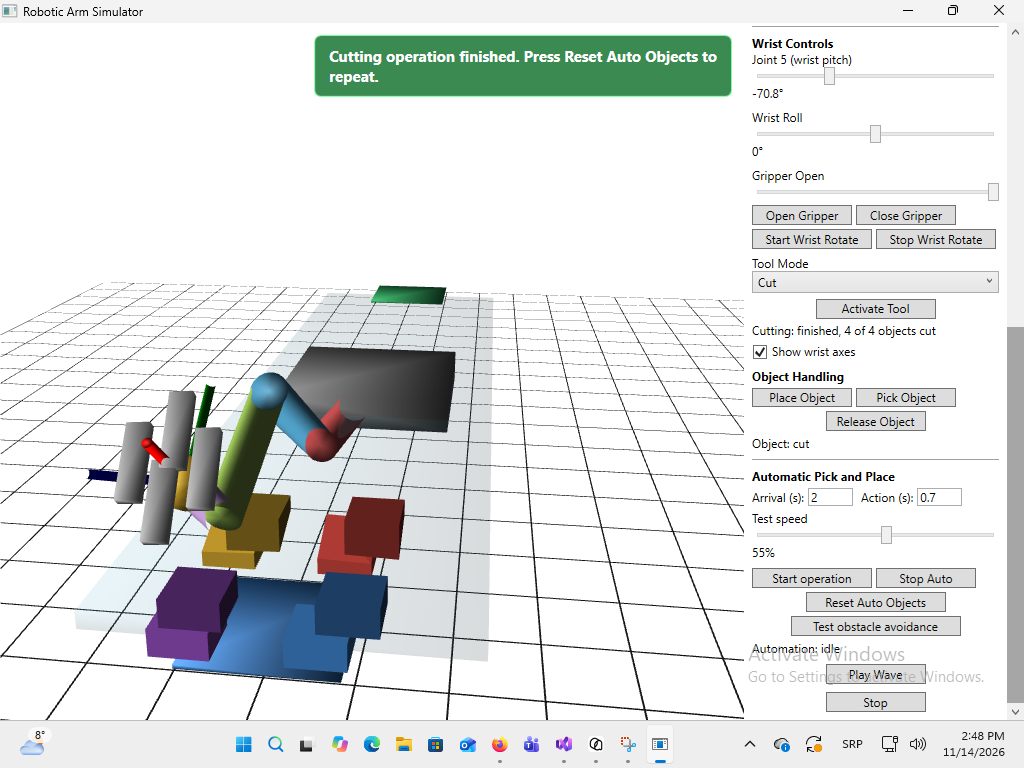 Robotic Arm Simulator
Cutting operation finished. Press Reset Auto Objects to
repeat.
Wrist Controls
Joint 5 (wrist pitch)
-70.8°
Wrist Roll
0°
Gripper Open
Open Gripper Close Gripper
Start Wrist Rotate Stop Wrist Rotate
Tool Mode
Cut
Activate Tool
Cutting: finished, 4 of 4 objects cut
Show wrist axes
Object Handling
Place Object Pick Object
Release Object
Object: cut
Automatic Pick and Place
Arrival (s): 2 Action (s): 0.7
Test speed
55%
Start operation Stop Auto
Reset Auto Objects
Test obstacle avoidance
Automation: idle
Activate Windows
Play Wave
Go to Settings to activate Windows.
Stop
8°
SRP
2:48 PM
11/14/2026